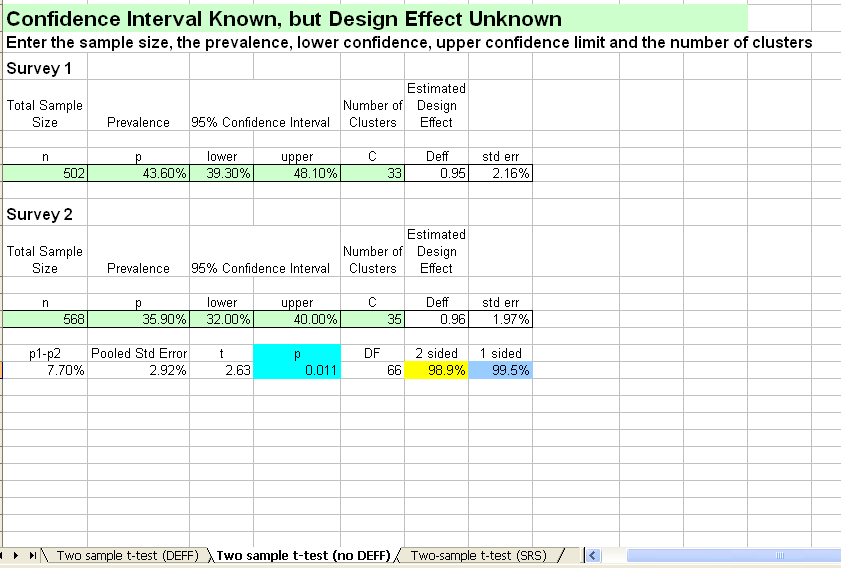 Confidence Interval Known, but Design Effect Unknown
Enter the sample size, the prevalence, lower confidence, upper confidence limit and the number of clusters
Survey 1
Estimated
Total Sample Number of Design
Size Prevalence 95% Confidence Interval Clusters Effect
n p lower upper C Deff std err
502 43.60% 39.30% 48.10% 33 0.95 2.16%
Survey 2
Estimated
Total Sample Number of Design
Size Prevalence 95% Confidence Interval Clusters Effect
n p lower upper C Deff std err
568 35.90% 32.00% 40.00% 35 0.96 1.97%
p1-p2 Pooled Std Error t p DF 2 sided 1 sided
7.70% 2.92% 2.63 0.011 66 98.9% 99.5%
Two sample t-test (DEFF) Two sample t-test (no DEFF) Two-sample t-test (SRS)